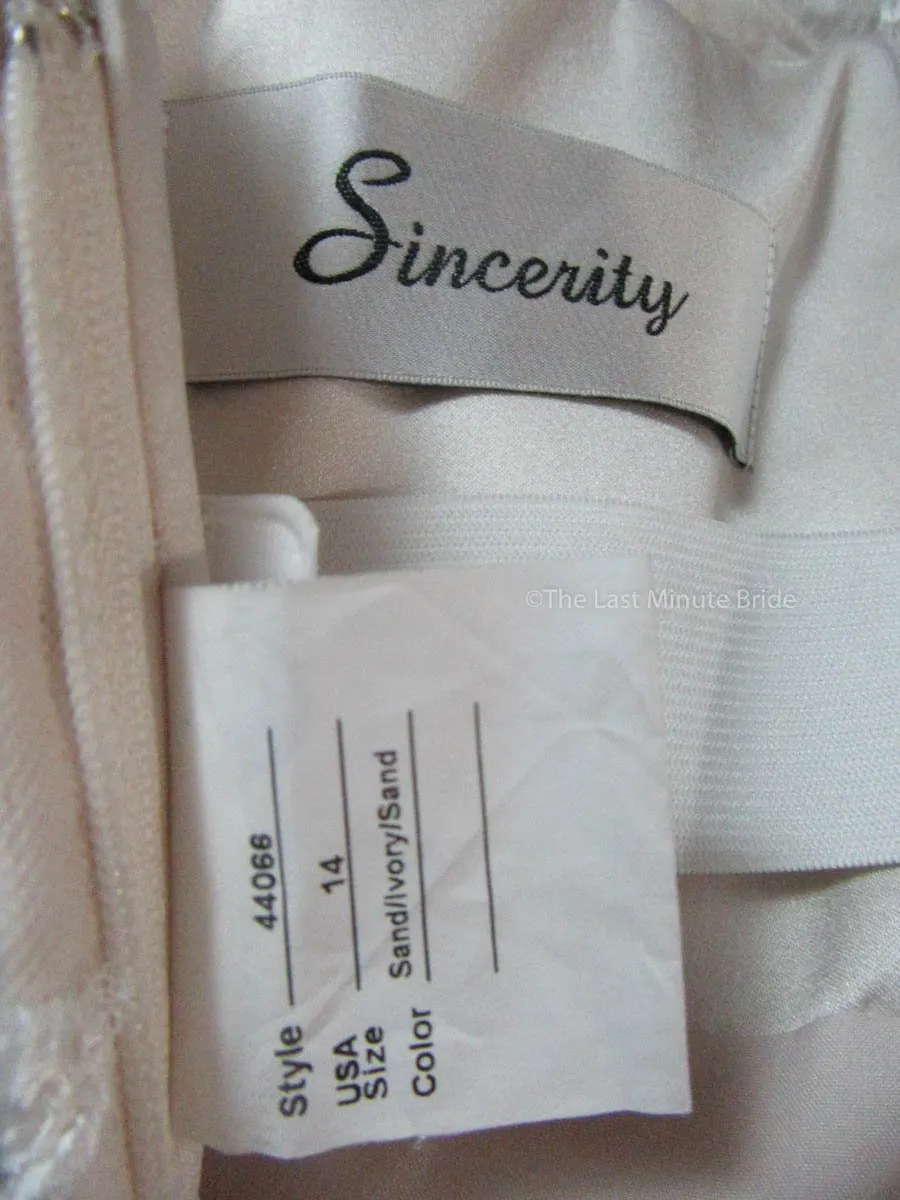 Sincerity
©The Last Minute Bride
Style 44066
USA Size 14
Color Sand/Ivory/Sand